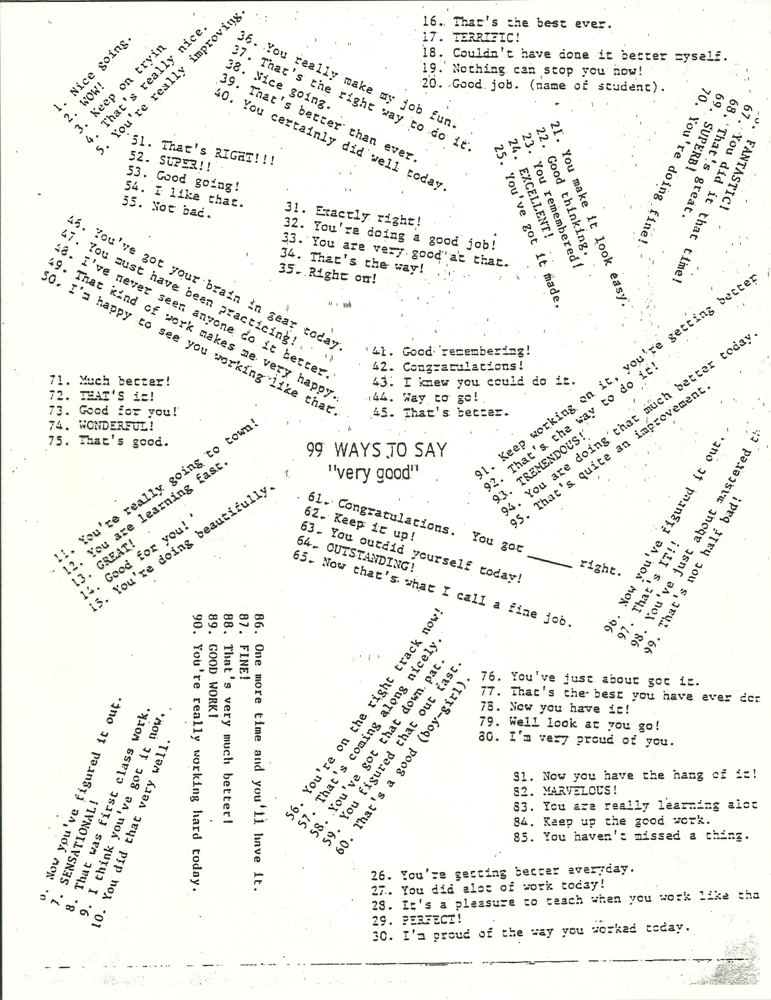 1. Nice going.
2. WOW!
3. Keep on tryin
4. That's really nice.
5. You're really improving.
36. You really make my job fun.
37. That's the right way to do it.
38. Nice going.
39. That's better than ever.
40. You certainly did well today.
16. That's the best ever.
17. TERRIFIC!
18. Couldn't have done it better myself.
19. Nothing can stop you now!
20. Good job. (name of student).
51. That's RIGHT!!!
52. SUPER!!
53. Good going!
54. I like that.
55. Not bad.
21. You make it look easy.
22. Good thinking.
23. You remembered!
24. EXCELLENT!
25. You've got it made.
FANTASTIC!
67. You did it that time!
68. That's great.
69. SUPERB!
70. You're doing fine!
31. Exactly right!
32. You're doing a good job!
33. You are very good at that.
34. That's the way!
35. Right on!
46. You've got your brain in gear today.
47. You must have been practicing!
48. I've never seen anyone do it better.
49. That kind of work makes me very happy.
50. I'm happy to see you working like that.
41. Good remembering!
42. Congratulations!
43. I knew you could do it.
44. Way to go!
45. That's better.
71. Much better!
72. THAT'S it!
73. Good for you!
74. WONDERFUL!
75. That's good.
99 WAYS TO SAY
"very good"
91. Keep working on it, you're getting better
92. That's the way to do it!
93. TREMENDOUS!
94. You are doing that much better today.
95. That's quite an improvement.
11. You're really going to town!
12. You are learning fast.
13. GREAT!
14. Good for you!
15. You're doing beautifully.
61. Congratulations. You got _____ right.
62. Keep it up!
63. You outdid yourself today!
64. OUTSTANDING!
65. Now that's what I call a fine job.
96. Now you've figured it out.
97. That's IT!!
98. You've just about mastered th
99. That's not half bad!
86. One more time and you'll have it.
87. FINE!
88. That's very much better!
89. GOOD WORK!
90. You're really working hard today.
56. You're on the right track now!
57. That's coming along nicely.
58. You've got that down pat.
59. You figured that out fast.
60. That's a good (boy-girl).
76. You've just about got it.
77. That's the best you have ever don
78. Now you have it!
79. Well look at you go!
80. I'm very proud of you.
6. Now you've figured it out.
7. SENSATIONAL!
8. That was first class work.
9. I think you've got it now.
10. You did that very well.
81. Now you have the hang of it!
82. MARVELOUS!
83. You are really learning alot
84. Keep up the good work.
85. You haven't missed a thing.
26. You're getting better everyday.
27. You did alot of work today!
28. It's a pleasure to teach when you work like tha
29. PERFECT!
30. I'm proud of the way you worked today.